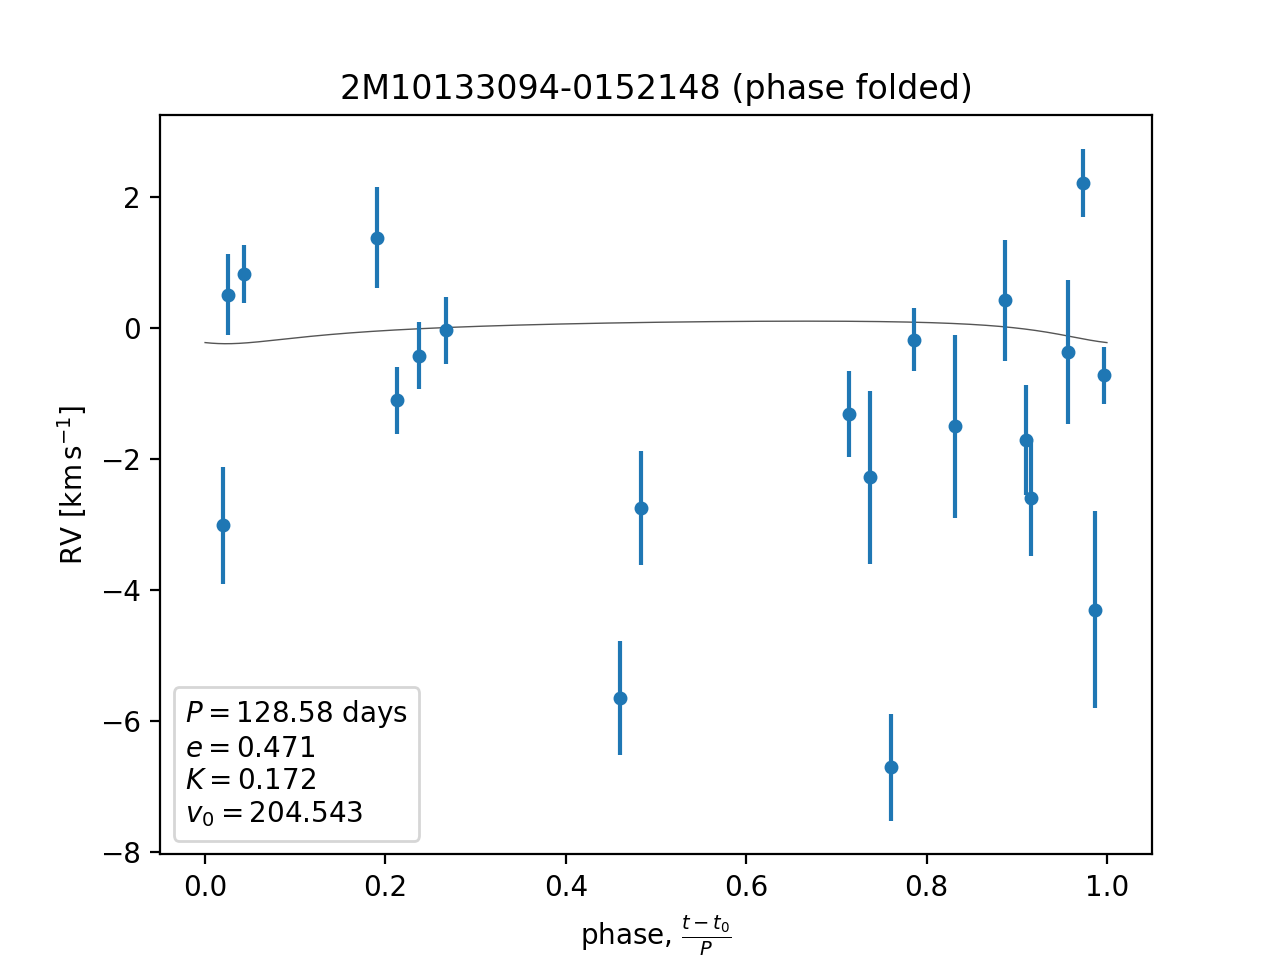 2M10133094-0152148 (phase folded)
RV [km s⁻¹]
2
0
−2
−4
−6
−8
P = 128.58 days
e = 0.471
K = 0.172
v₀ = 204.543
0.0 0.2 0.4 0.6 0.8 1.0
phase, (t − t₀)/P